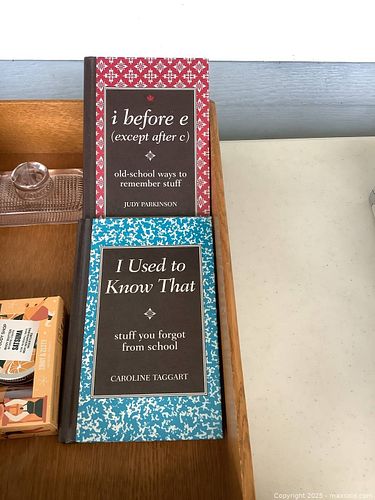 i before e
(except after c)
old-school ways to
remember stuff
JUDY PARKINSON
I Used to
Know That
stuff you forgot
from school
CAROLINE TAGGART
SATSUMA
Copyright 2025 - maxsold.com